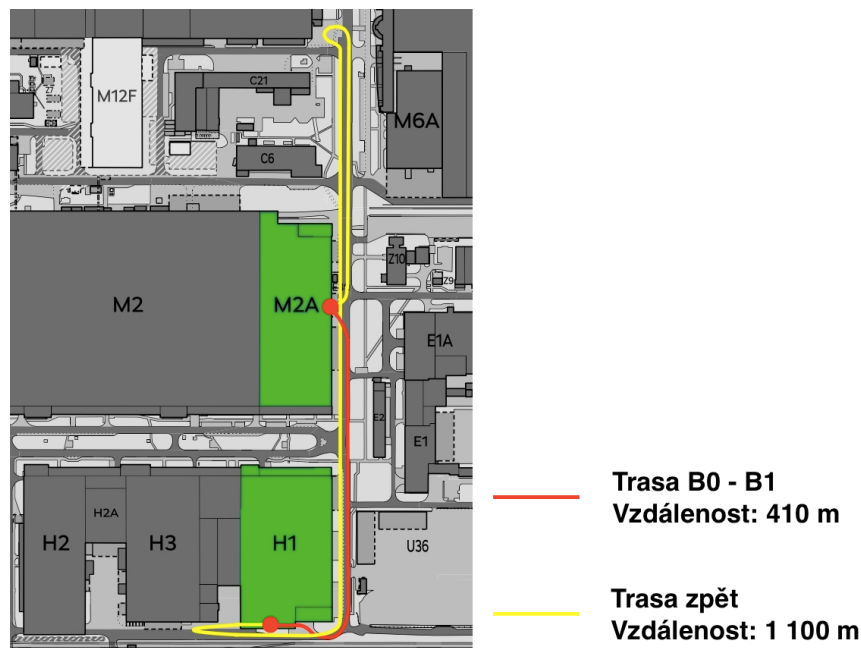 C21
M12F
M6A
C6
Z10
Z9
M2
M2A
E1A
E2
E1
H2A
H2
H3
H1
U36
Trasa B0 - B1
Vzdálenost: 410 m
Trasa zpět
Vzdálenost: 1 100 m